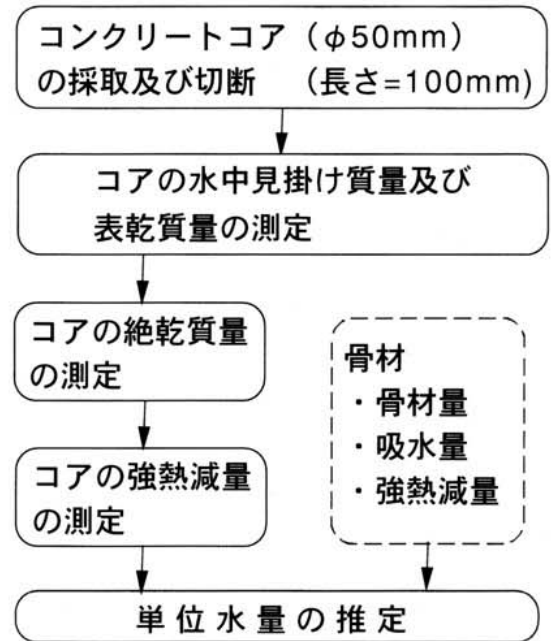 コンクリートコア（φ50mm）
の採取及び切断　（長さ=100mm)
コアの水中見掛け質量及び
表乾質量の測定
コアの絶乾質量
の測定
コアの強熱減量
の測定
骨材
・骨材量
・吸水量
・強熱減量
単位水量の推定